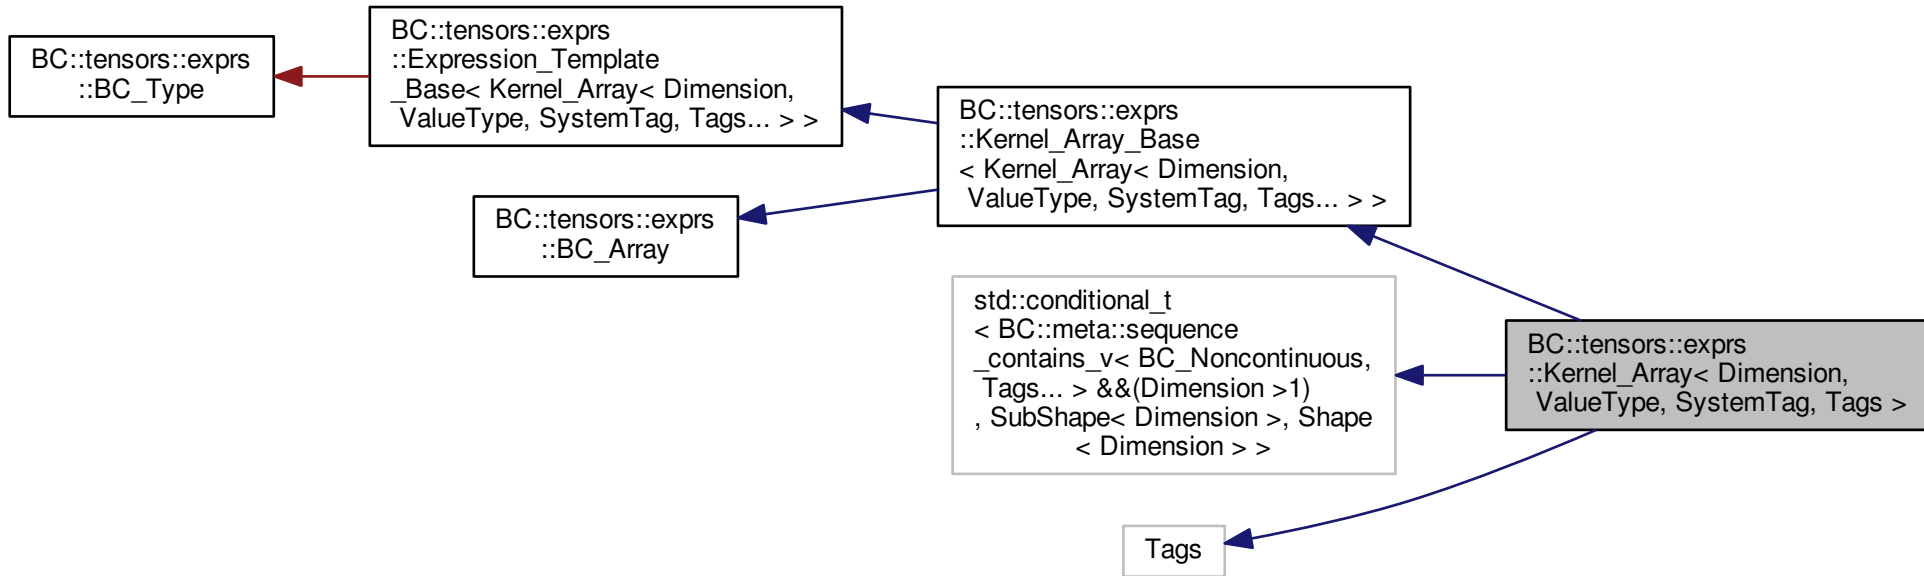 BC::tensors::exprs
::BC_Type
BC::tensors::exprs
::Expression_Template
_Base< Kernel_Array< Dimension,
ValueType, SystemTag, Tags... > >
BC::tensors::exprs
::BC_Array
BC::tensors::exprs
::Kernel_Array_Base
< Kernel_Array< Dimension,
ValueType, SystemTag, Tags... > >
std::conditional_t
< BC::meta::sequence
_contains_v< BC_Noncontinuous,
Tags... > &&(Dimension >1)
, SubShape< Dimension >, Shape
< Dimension > >
Tags
BC::tensors::exprs
::Kernel_Array< Dimension,
ValueType, SystemTag, Tags >